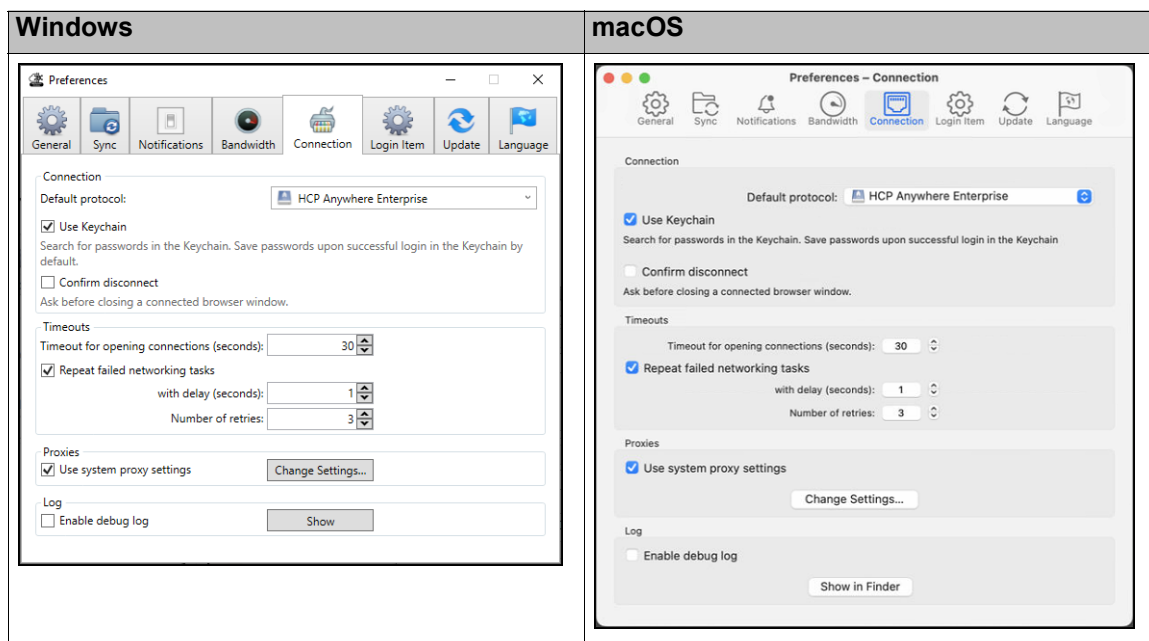 Windows
macOS
Preferences
General Sync Notifications Bandwidth Connection Login Item Update Language
Connection
Default protocol: HCP Anywhere Enterprise
Use Keychain
Search for passwords in the Keychain. Save passwords upon successful login in the Keychain by
default.
Confirm disconnect
Ask before closing a connected browser window.
Timeouts
Timeout for opening connections (seconds): 30
Repeat failed networking tasks
with delay (seconds): 1
Number of retries: 3
Proxies
Use system proxy settings Change Settings...
Log
Enable debug log Show
Preferences – Connection
General Sync Notifications Bandwidth Connection Login Item Update Language
Connection
Default protocol: HCP Anywhere Enterprise
Use Keychain
Search for passwords in the Keychain. Save passwords upon successful login in the Keychain
Confirm disconnect
Ask before closing a connected browser window.
Timeouts
Timeout for opening connections (seconds): 30
Repeat failed networking tasks
with delay (seconds): 1
Number of retries: 3
Proxies
Use system proxy settings
Change Settings...
Log
Enable debug log
Show in Finder